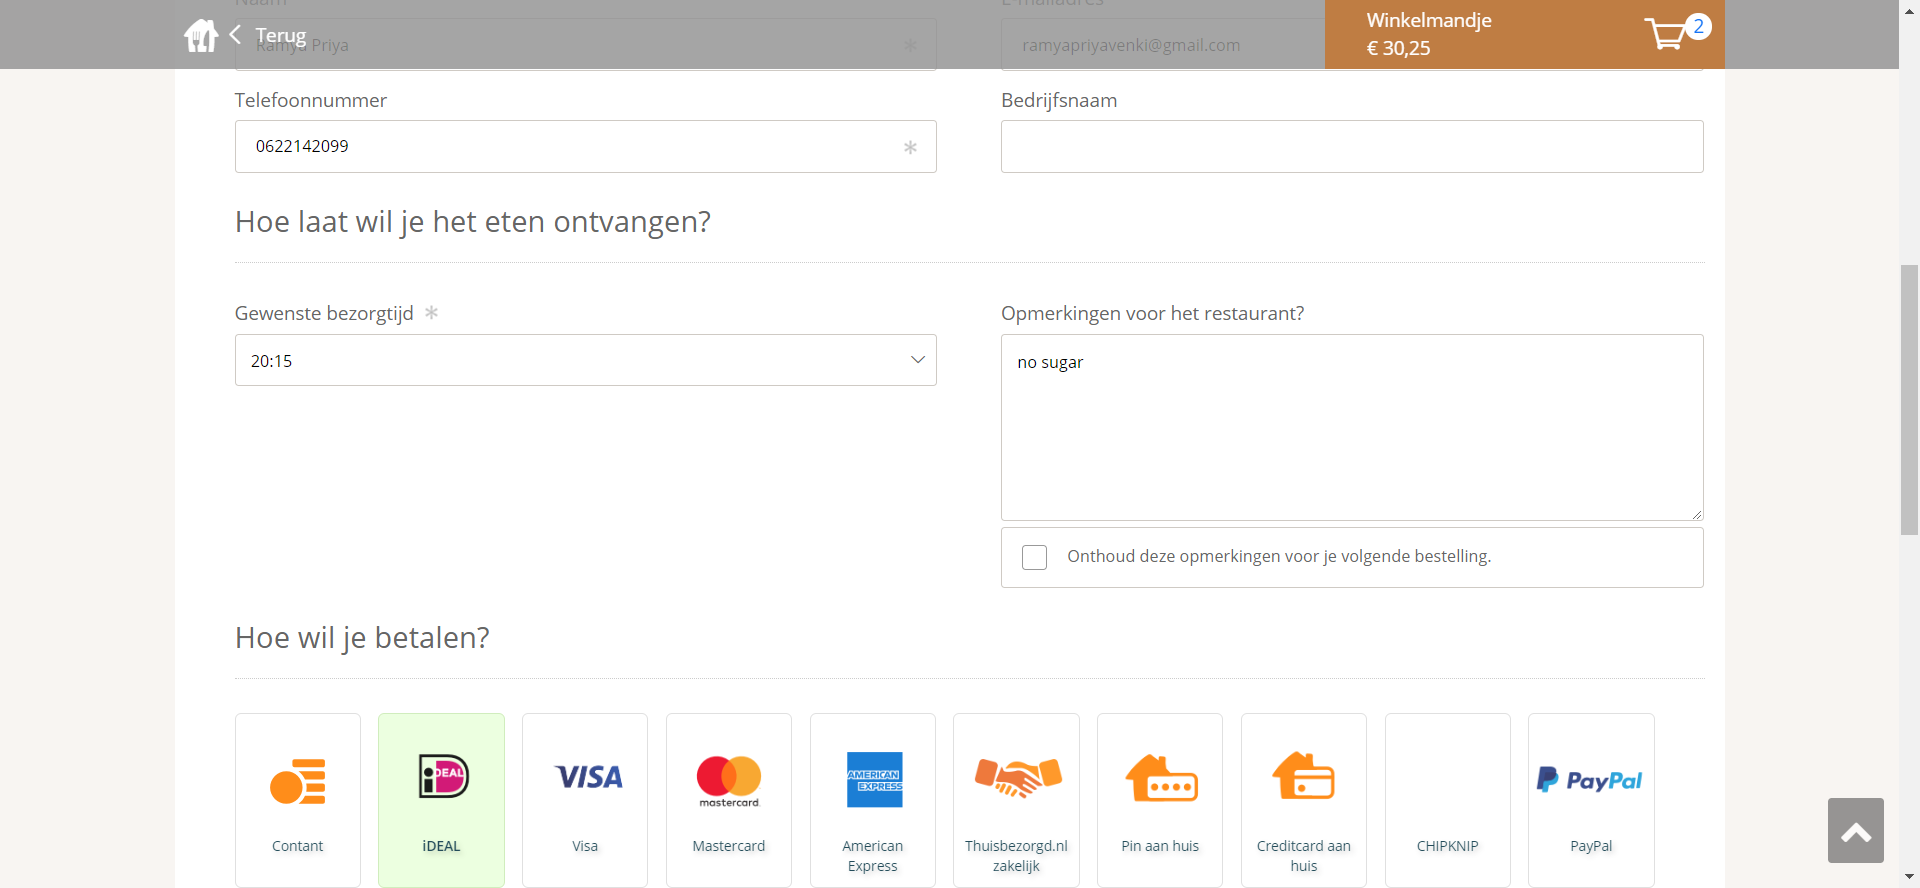 Naam
E-mailadres
Terug
Ramya Priya
ramyapriyavenki@gmail.com
Winkelmandje
€ 30,25
2
Telefoonnummer
Bedrijfsnaam
0622142099
Hoe laat wil je het eten ontvangen?
Gewenste bezorgtijd
Opmerkingen voor het restaurant?
20:15
no sugar
Onthoud deze opmerkingen voor je volgende bestelling.
Hoe wil je betalen?
iDEAL
VISA
mastercard.
AMERICAN
EXPRESS
PayPal
Contant
iDEAL
Visa
Mastercard
American
Express
Thuisbezorgd.nl
zakelijk
Pin aan huis
Creditcard aan
huis
CHIPKNIP
PayPal